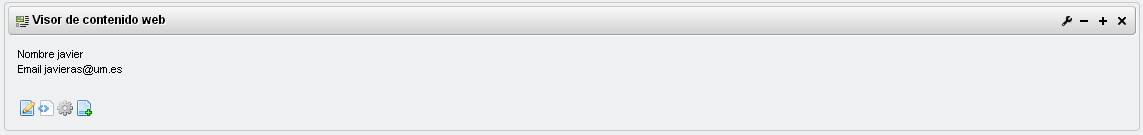 Visor de contenido web
Nombre javier
Email javieras@um.es